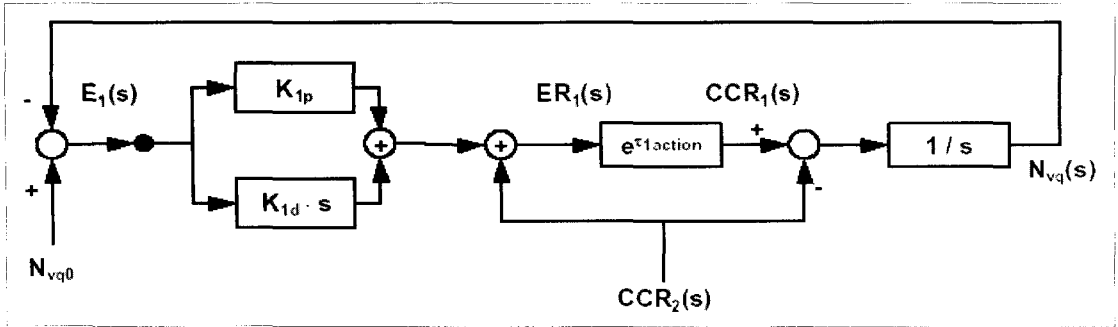 -
E1(s)
K1p
ER1(s)
CCR1(s)
+
+
+
eτ1action
1 / s
+
K1d · s
-
Nvq(s)
Nvq0
CCR2(s)